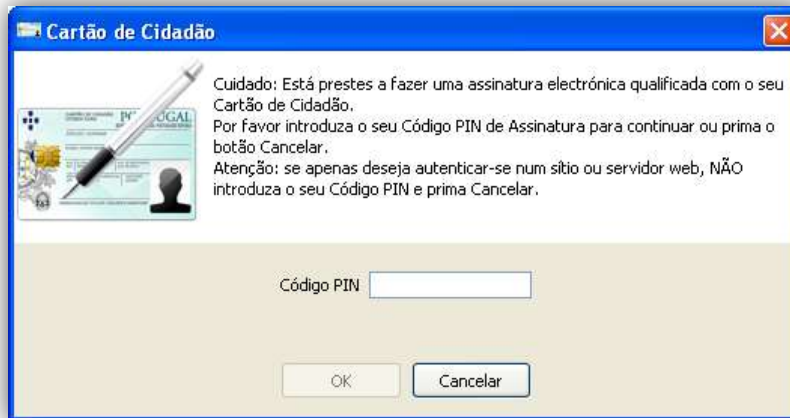 Cartão de Cidadão
Cuidado: Está prestes a fazer uma assinatura electrónica qualificada com o seu
Cartão de Cidadão.
Por favor introduza o seu Código PIN de Assinatura para continuar ou prima o
botão Cancelar.
Atenção: se apenas deseja autenticar-se num sítio ou servidor web, NÃO
introduza o seu Código PIN e prima Cancelar.
Código PIN
OK
Cancelar